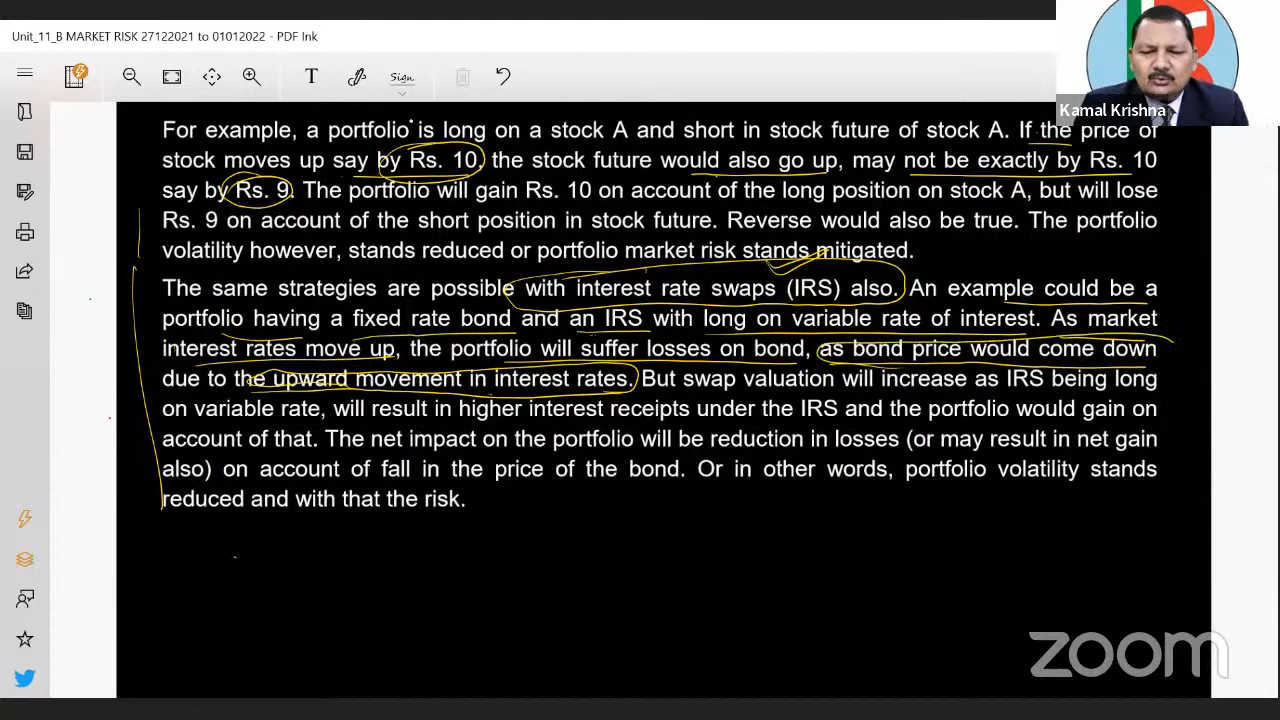 Unit_11_B MARKET RISK 27122021 to 01012022 - PDF Ink
T
Sign
Kamal Krishna
For example, a portfolio is long on a stock A and short in stock future of stock A. If the price of
stock moves up say by Rs. 10, the stock future would also go up, may not be exactly by Rs. 10
say by Rs. 9. The portfolio will gain Rs. 10 on account of the long position on stock A, but will lose
Rs. 9 on account of the short position in stock future. Reverse would also be true. The portfolio
volatility however, stands reduced or portfolio market risk stands mitigated.
The same strategies are possible with interest rate swaps (IRS) also. An example could be a
portfolio having a fixed rate bond and an IRS with long on variable rate of interest. As market
interest rates move up, the portfolio will suffer losses on bond, as bond price would come down
due to the upward movement in interest rates. But swap valuation will increase as IRS being long
on variable rate, will result in higher interest receipts under the IRS and the portfolio would gain on
account of that. The net impact on the portfolio will be reduction in losses (or may result in net gain
also) on account of fall in the price of the bond. Or in other words, portfolio volatility stands
reduced and with that the risk.
zoom